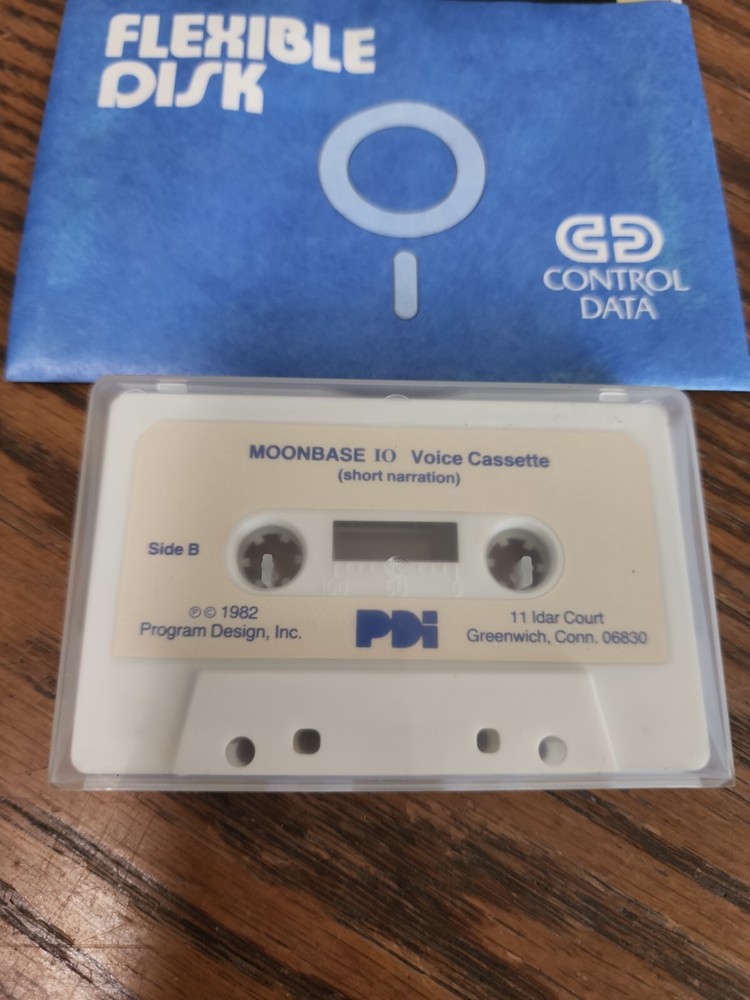 FLEXIBLE
DISK
CONTROL
DATA
MOONBASE IO Voice Cassette
(short narration)
Side B
℗ © 1982
Program Design, Inc.
PDi
11 Idar Court
Greenwich, Conn. 06830